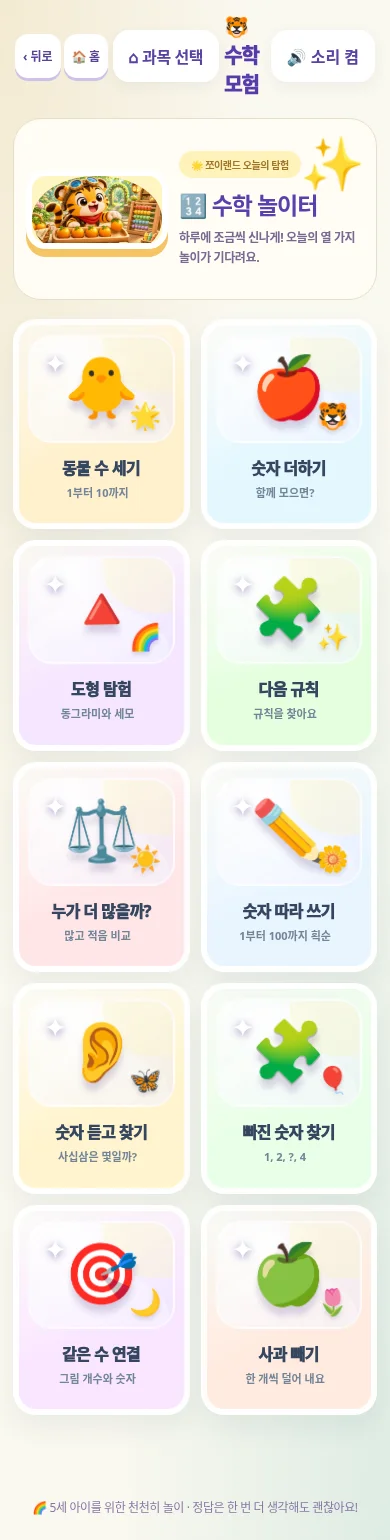 ‹ 뒤로
홈
⌂ 과목 선택
수학
모험
소리 켬
쪼이랜드 오늘의 탐험
수학 놀이터
하루에 조금씩 신나게! 오늘의 열 가지
놀이가 기다려요.
동물 수 세기
1부터 10까지
숫자 더하기
함께 모으면?
도형 탐험
동그라미와 세모
다음 규칙
규칙을 찾아요
누가 더 많을까?
많고 적음 비교
숫자 따라 쓰기
1부터 100까지 획순
숫자 듣고 찾기
사십삼은 몇일까?
빠진 숫자 찾기
1, 2, ?, 4
같은 수 연결
그림 개수와 숫자
사과 빼기
한 개씩 덜어 내요
5세 아이를 위한 천천히 놀이 · 정답은 한 번 더 생각해도 괜찮아요!